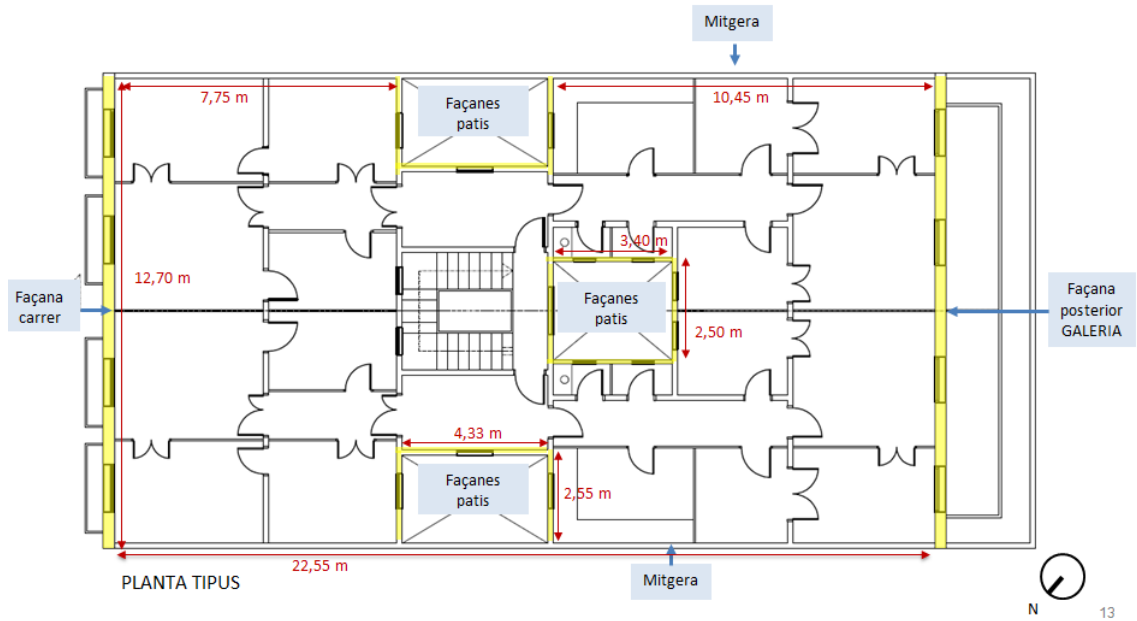 Mitgera
7,75 m
Façanes
patis
10,45 m
3,40 m
12,70 m
Façana
carrer
Façanes
patis
Façana
posterior
GALERIA
2,50 m
4,33 m
Façanes
patis
2,55 m
22,55 m
PLANTA TIPUS
Mitgera
N
13